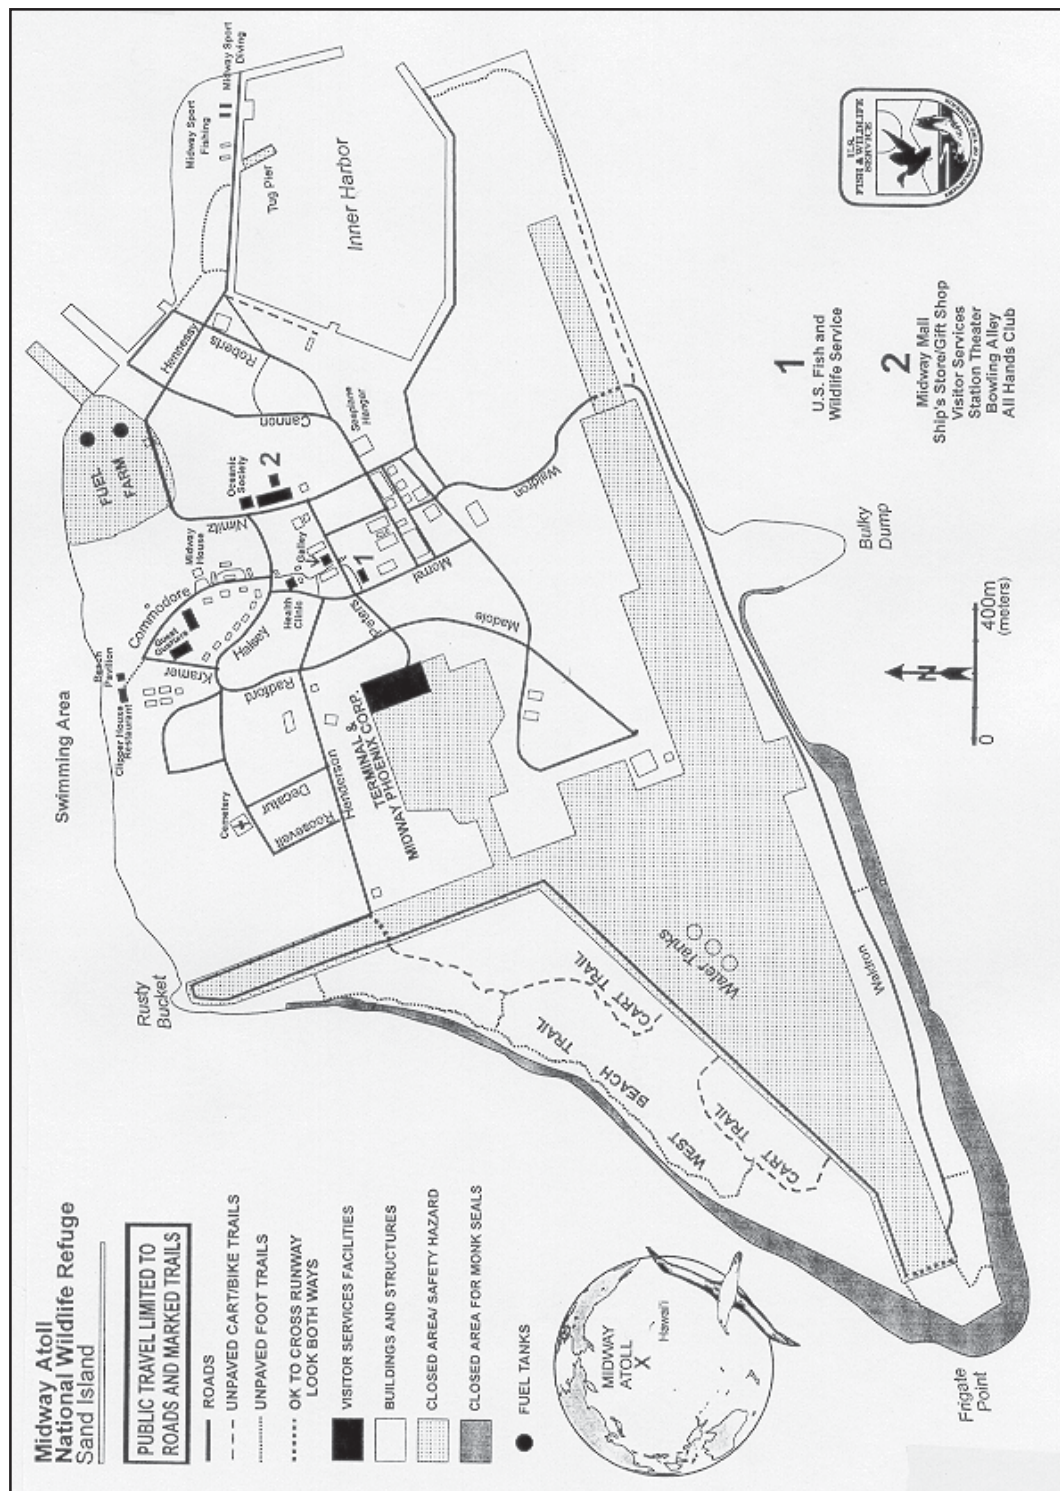 Midway Atoll
National Wildlife Refuge
Sand Island
PUBLIC TRAVEL LIMITED TO
ROADS AND MARKED TRAILS
ROADS
UNPAVED CART/BIKE TRAILS
UNPAVED FOOT TRAILS
OK TO CROSS RUNWAY
LOOK BOTH WAYS
VISITOR SERVICES FACILITIES
BUILDINGS AND STRUCTURES
CLOSED AREA/ SAFETY HAZARD
CLOSED AREA FOR MONK SEALS
FUEL TANKS
MIDWAY
ATOLL
X
Hawai'i
Frigate
Point
Rusty
Bucket
Swimming Area
Clipper House
Restaurant
Beach
Pavilion
Cemetery
Kramer
Commodore
Guest
Quarters
Midway
House
Halsey
Radford
Decatur
Roosevelt
Henderson
Health
Clinic
Galley
Nimitz
Oceanic
Society
2
1
FUEL
FARM
Hennessy
Roberts
Cannon
Seaplane
Hanger
Peters
Morrel
Madole
Waldron
TERMINAL &
MIDWAY PHOENIX CORP.
Midway Sport
Fishing
Midway Sport
Diving
Tug Pier
Inner Harbor
WEST
BEACH
TRAIL
CART TRAIL
CART TRAIL
Water Tanks
Waldron
Bulky
Dump
0
400m
(meters)
N
1
U.S. Fish and
Wildlife Service
2
Midway Mall
Ship's Store/Gift Shop
Visitor Services
Station Theater
Bowling Alley
All Hands Club
U.S.
FISH & WILDLIFE
SERVICE